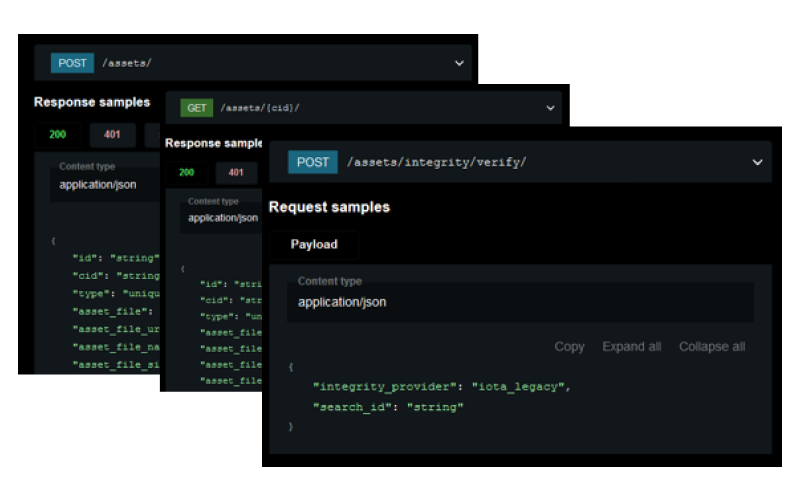 POST /assets/
Response samples
200 401
Content type
application/json
{
"id": "string"
"cid": "string
"type": "uniqu
"asset_file":
"asset_file_ur
"asset_file_na
"asset_file_si
GET /assets/{cid}/
Response sample
200 401
Content type
application/json
{
"id": "stri
"cid": "str
"type": "un
"asset_file
"asset_file
"asset_file
"asset_file
POST /assets/integrity/verify/
Request samples
Payload
Content type
application/json
Copy Expand all Collapse all
{
"integrity_provider": "iota_legacy",
"search_id": "string"
}